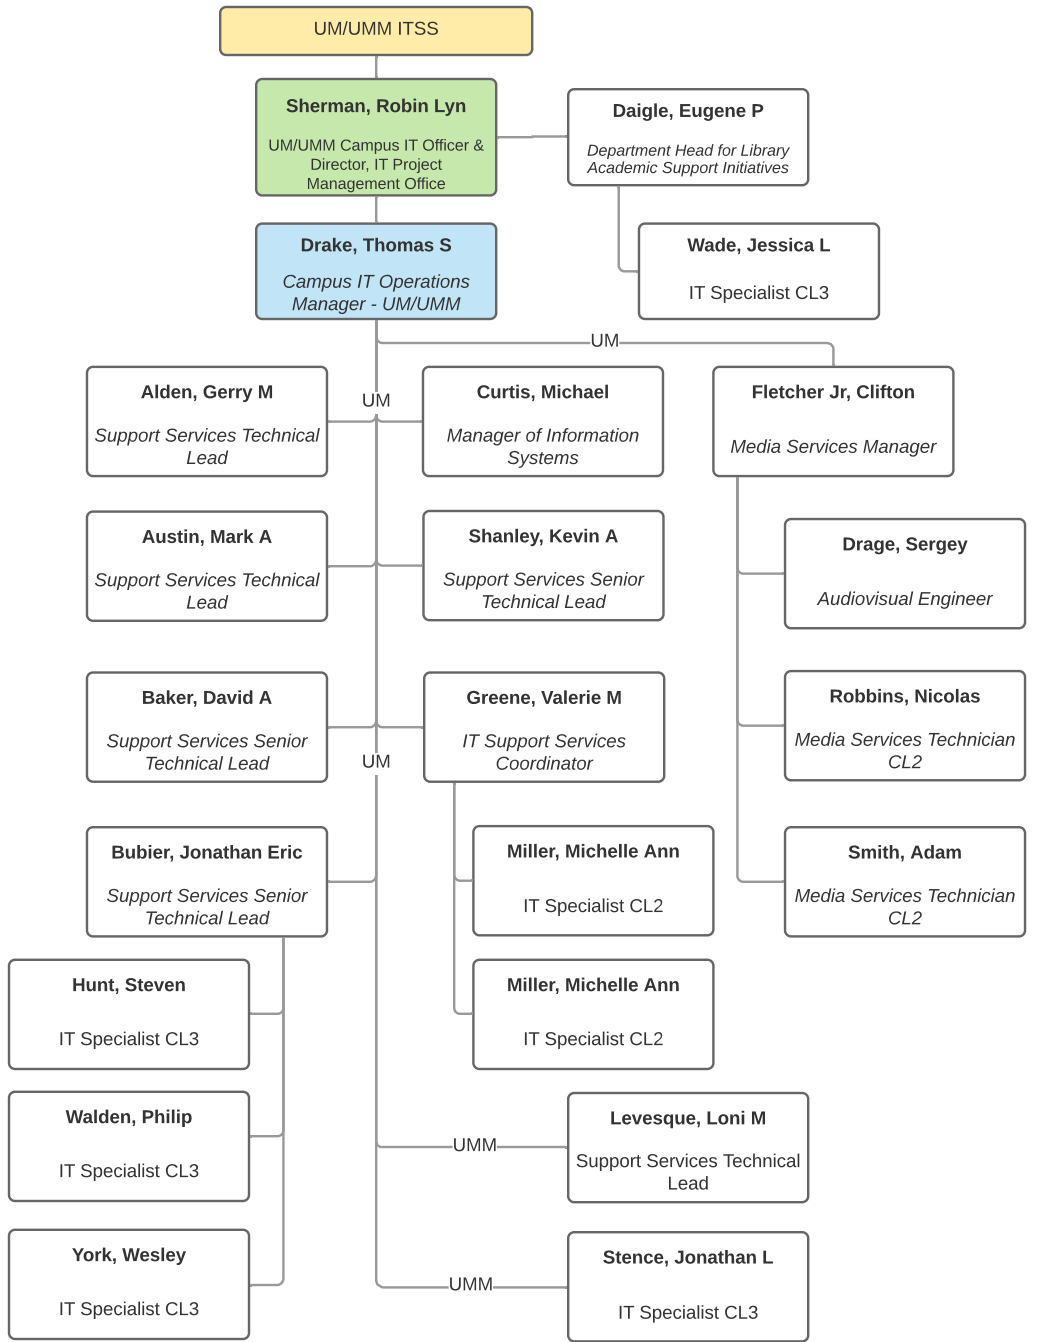 UM/UMM ITSS
Sherman, Robin Lyn
UM/UMM Campus IT Officer &
Director, IT Project
Management Office
Daigle, Eugene P
Department Head for Library
Academic Support Initiatives
Drake, Thomas S
Campus IT Operations
Manager - UM/UMM
Wade, Jessica L
IT Specialist CL3
UM
Alden, Gerry M
Support Services Technical
Lead
UM
Curtis, Michael
Manager of Information
Systems
Fletcher Jr, Clifton
Media Services Manager
Austin, Mark A
Support Services Technical
Lead
Shanley, Kevin A
Support Services Senior
Technical Lead
Drage, Sergey
Audiovisual Engineer
Baker, David A
Support Services Senior
Technical Lead
UM
Greene, Valerie M
IT Support Services
Coordinator
Robbins, Nicolas
Media Services Technician
CL2
Bubier, Jonathan Eric
Support Services Senior
Technical Lead
Miller, Michelle Ann
IT Specialist CL2
Smith, Adam
Media Services Technician
CL2
Hunt, Steven
IT Specialist CL3
Miller, Michelle Ann
IT Specialist CL2
Walden, Philip
IT Specialist CL3
UMM
Levesque, Loni M
Support Services Technical
Lead
York, Wesley
IT Specialist CL3
UMM
Stence, Jonathan L
IT Specialist CL3